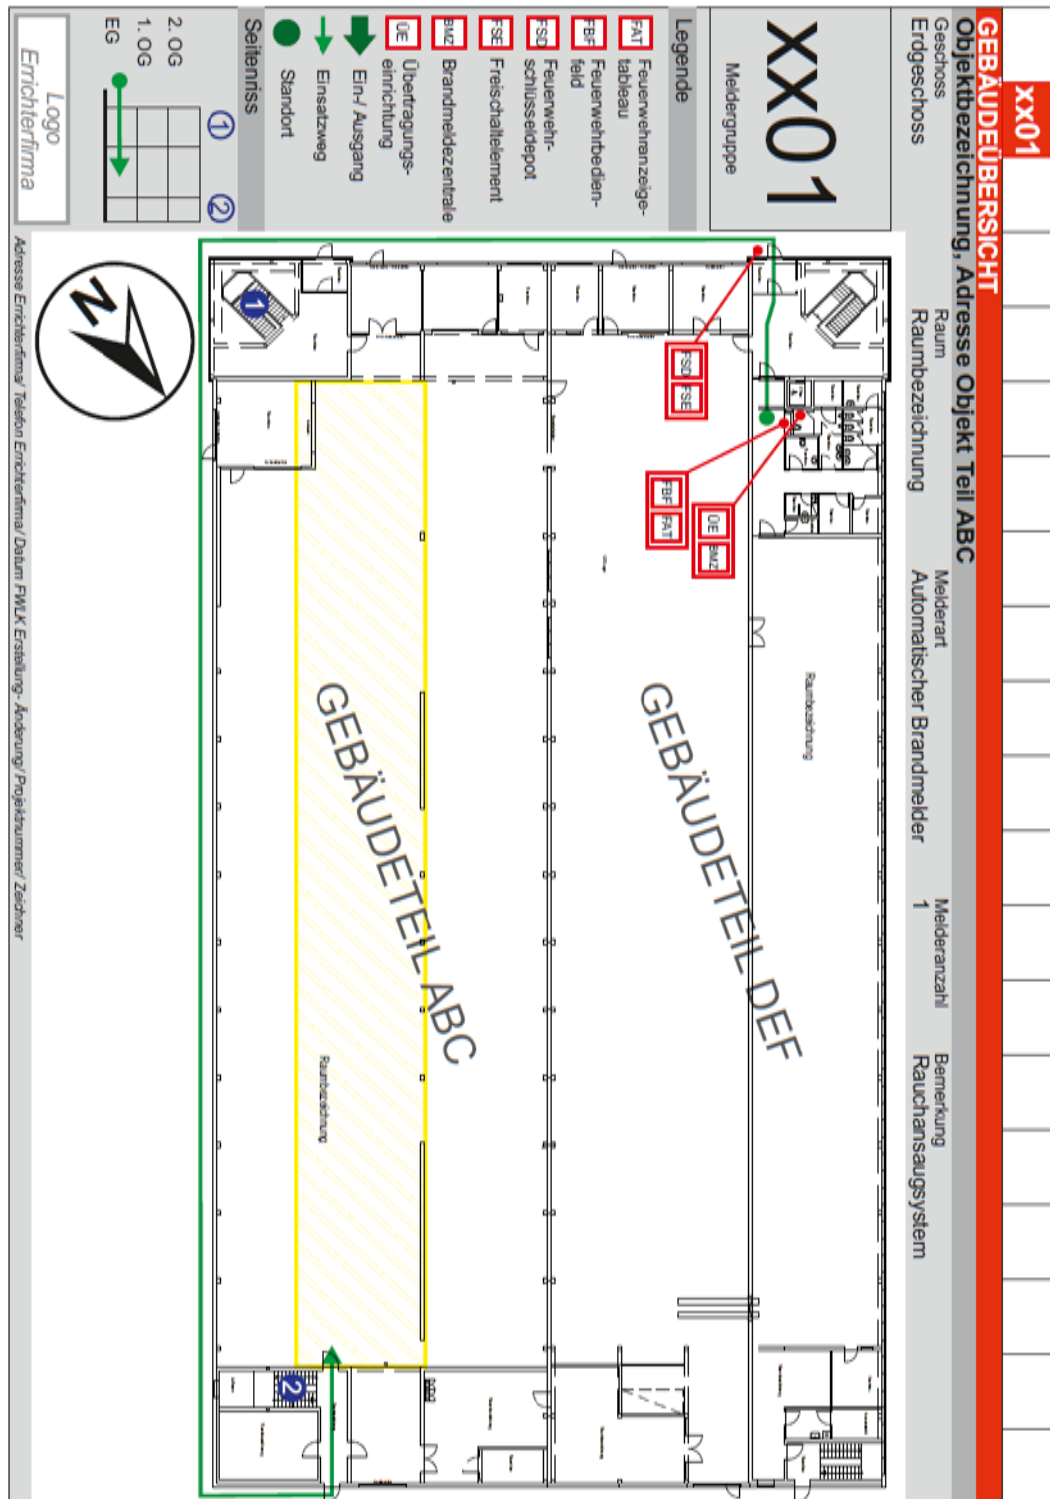 xx01
GEBÄUDEÜBERSICHT
Objektbezeichnung, Adresse Objekt Teil ABC
Geschoss
Erdgeschoss
Raum
Raumbezeichnung
Melderart
Automatischer Brandmelder
Melderanzahl
1
Bemerkung
Rauchansaugsystem
xx01
Meldergruppe
Legende
FAT Feuerwehranzeige-
tableau
FBF Feuerwehrbedien-
feld
FSD Feuerwehr-
schlüsseldepot
FSE Freischaltelement
BMZ Brandmeldezentrale
ÜE Übertragungs-
einrichtung
Ein-/ Ausgang
Einsatzweg
Standort
Seitenriss
1 2
2. OG
1. OG
EG
Logo
Errichterfirma
FSD FSE
FBF FAT
ÜE BMZ
Raumbezeichnung
GEBÄUDETEIL DEF
GEBÄUDETEIL ABC
Raumbezeichnung
1
2
N
Adresse Errichterfirma/ Telefon Errichterfirma/ Datum FWLK Erstellung- Änderung/ Projektnummer/ Zeichner